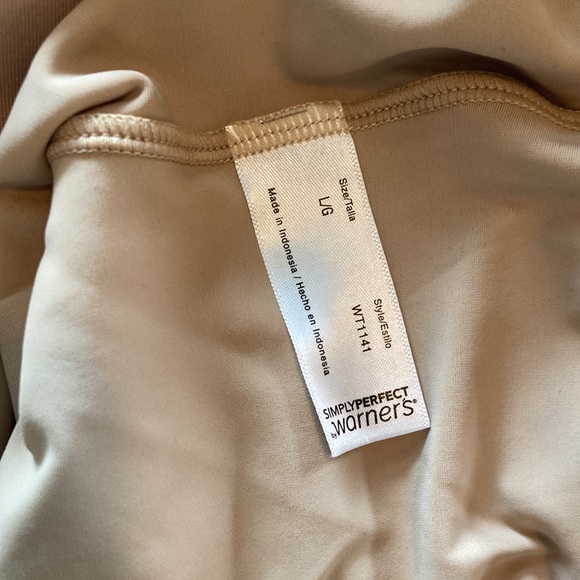 Size/Talla
L/G
Made in Indonesia / Hecho en Indonesia
Style/Estilo
WT1141
SIMPLYPERFECT
by warner's®